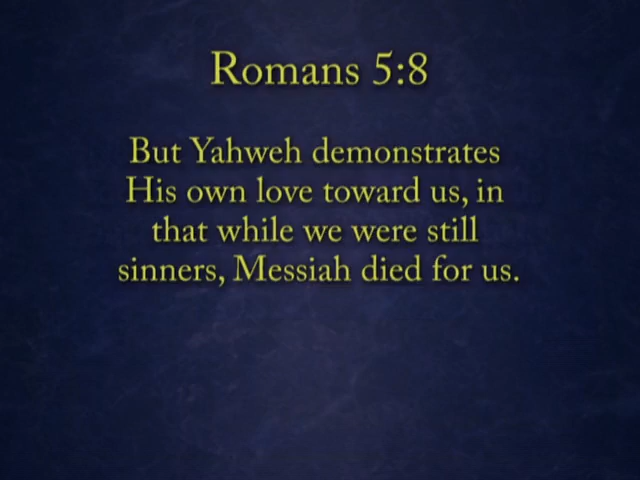 Romans 5:8
But Yahweh demonstrates
His own love toward us, in
that while we were still
sinners, Messiah died for us.